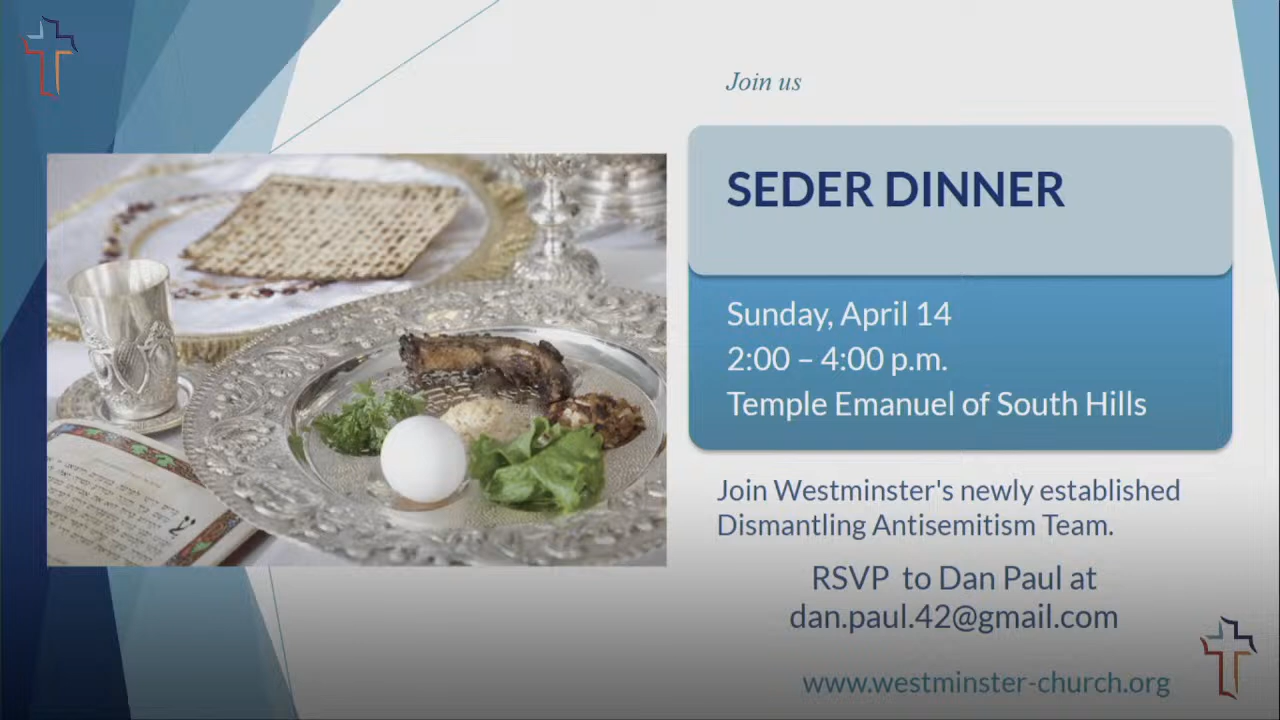 Join us
SEDER DINNER
Sunday, April 14
2:00 – 4:00 p.m.
Temple Emanuel of South Hills
Join Westminster's newly established
Dismantling Antisemitism Team.
RSVP to Dan Paul at
dan.paul.42@gmail.com
www.westminster-church.org